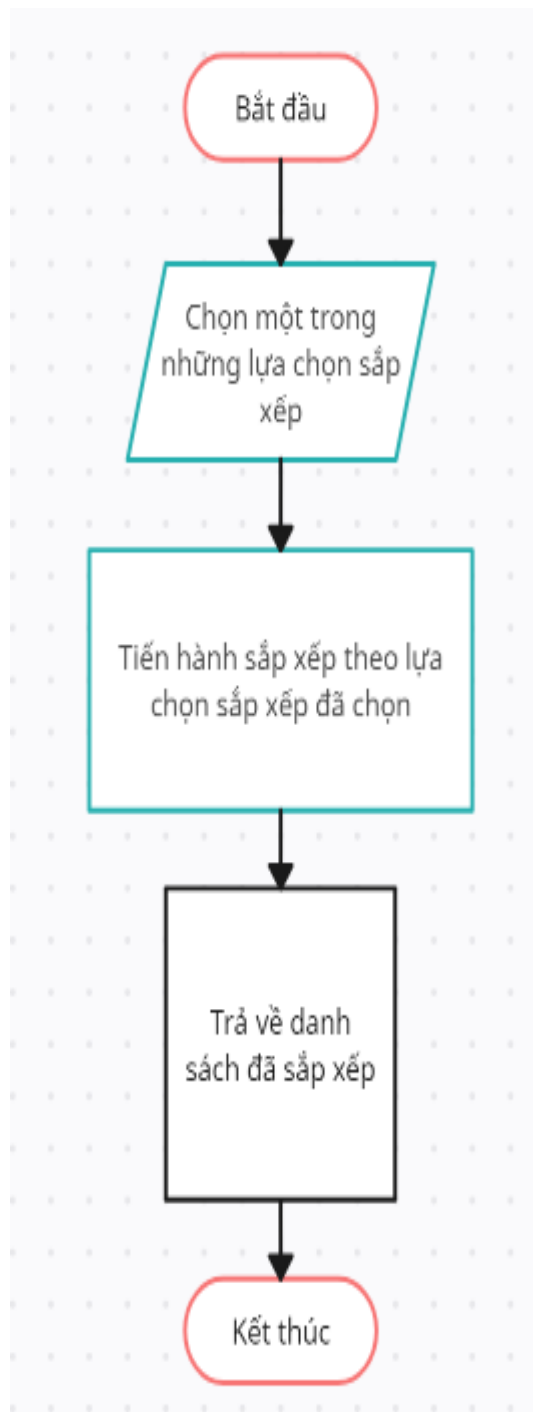 Bắt đầu
Chọn một trong
những lựa chọn sắp
xếp
Tiến hành sắp xếp theo lựa
chọn sắp xếp đã chọn
Trả về danh
sách đã sắp xếp
Kết thúc